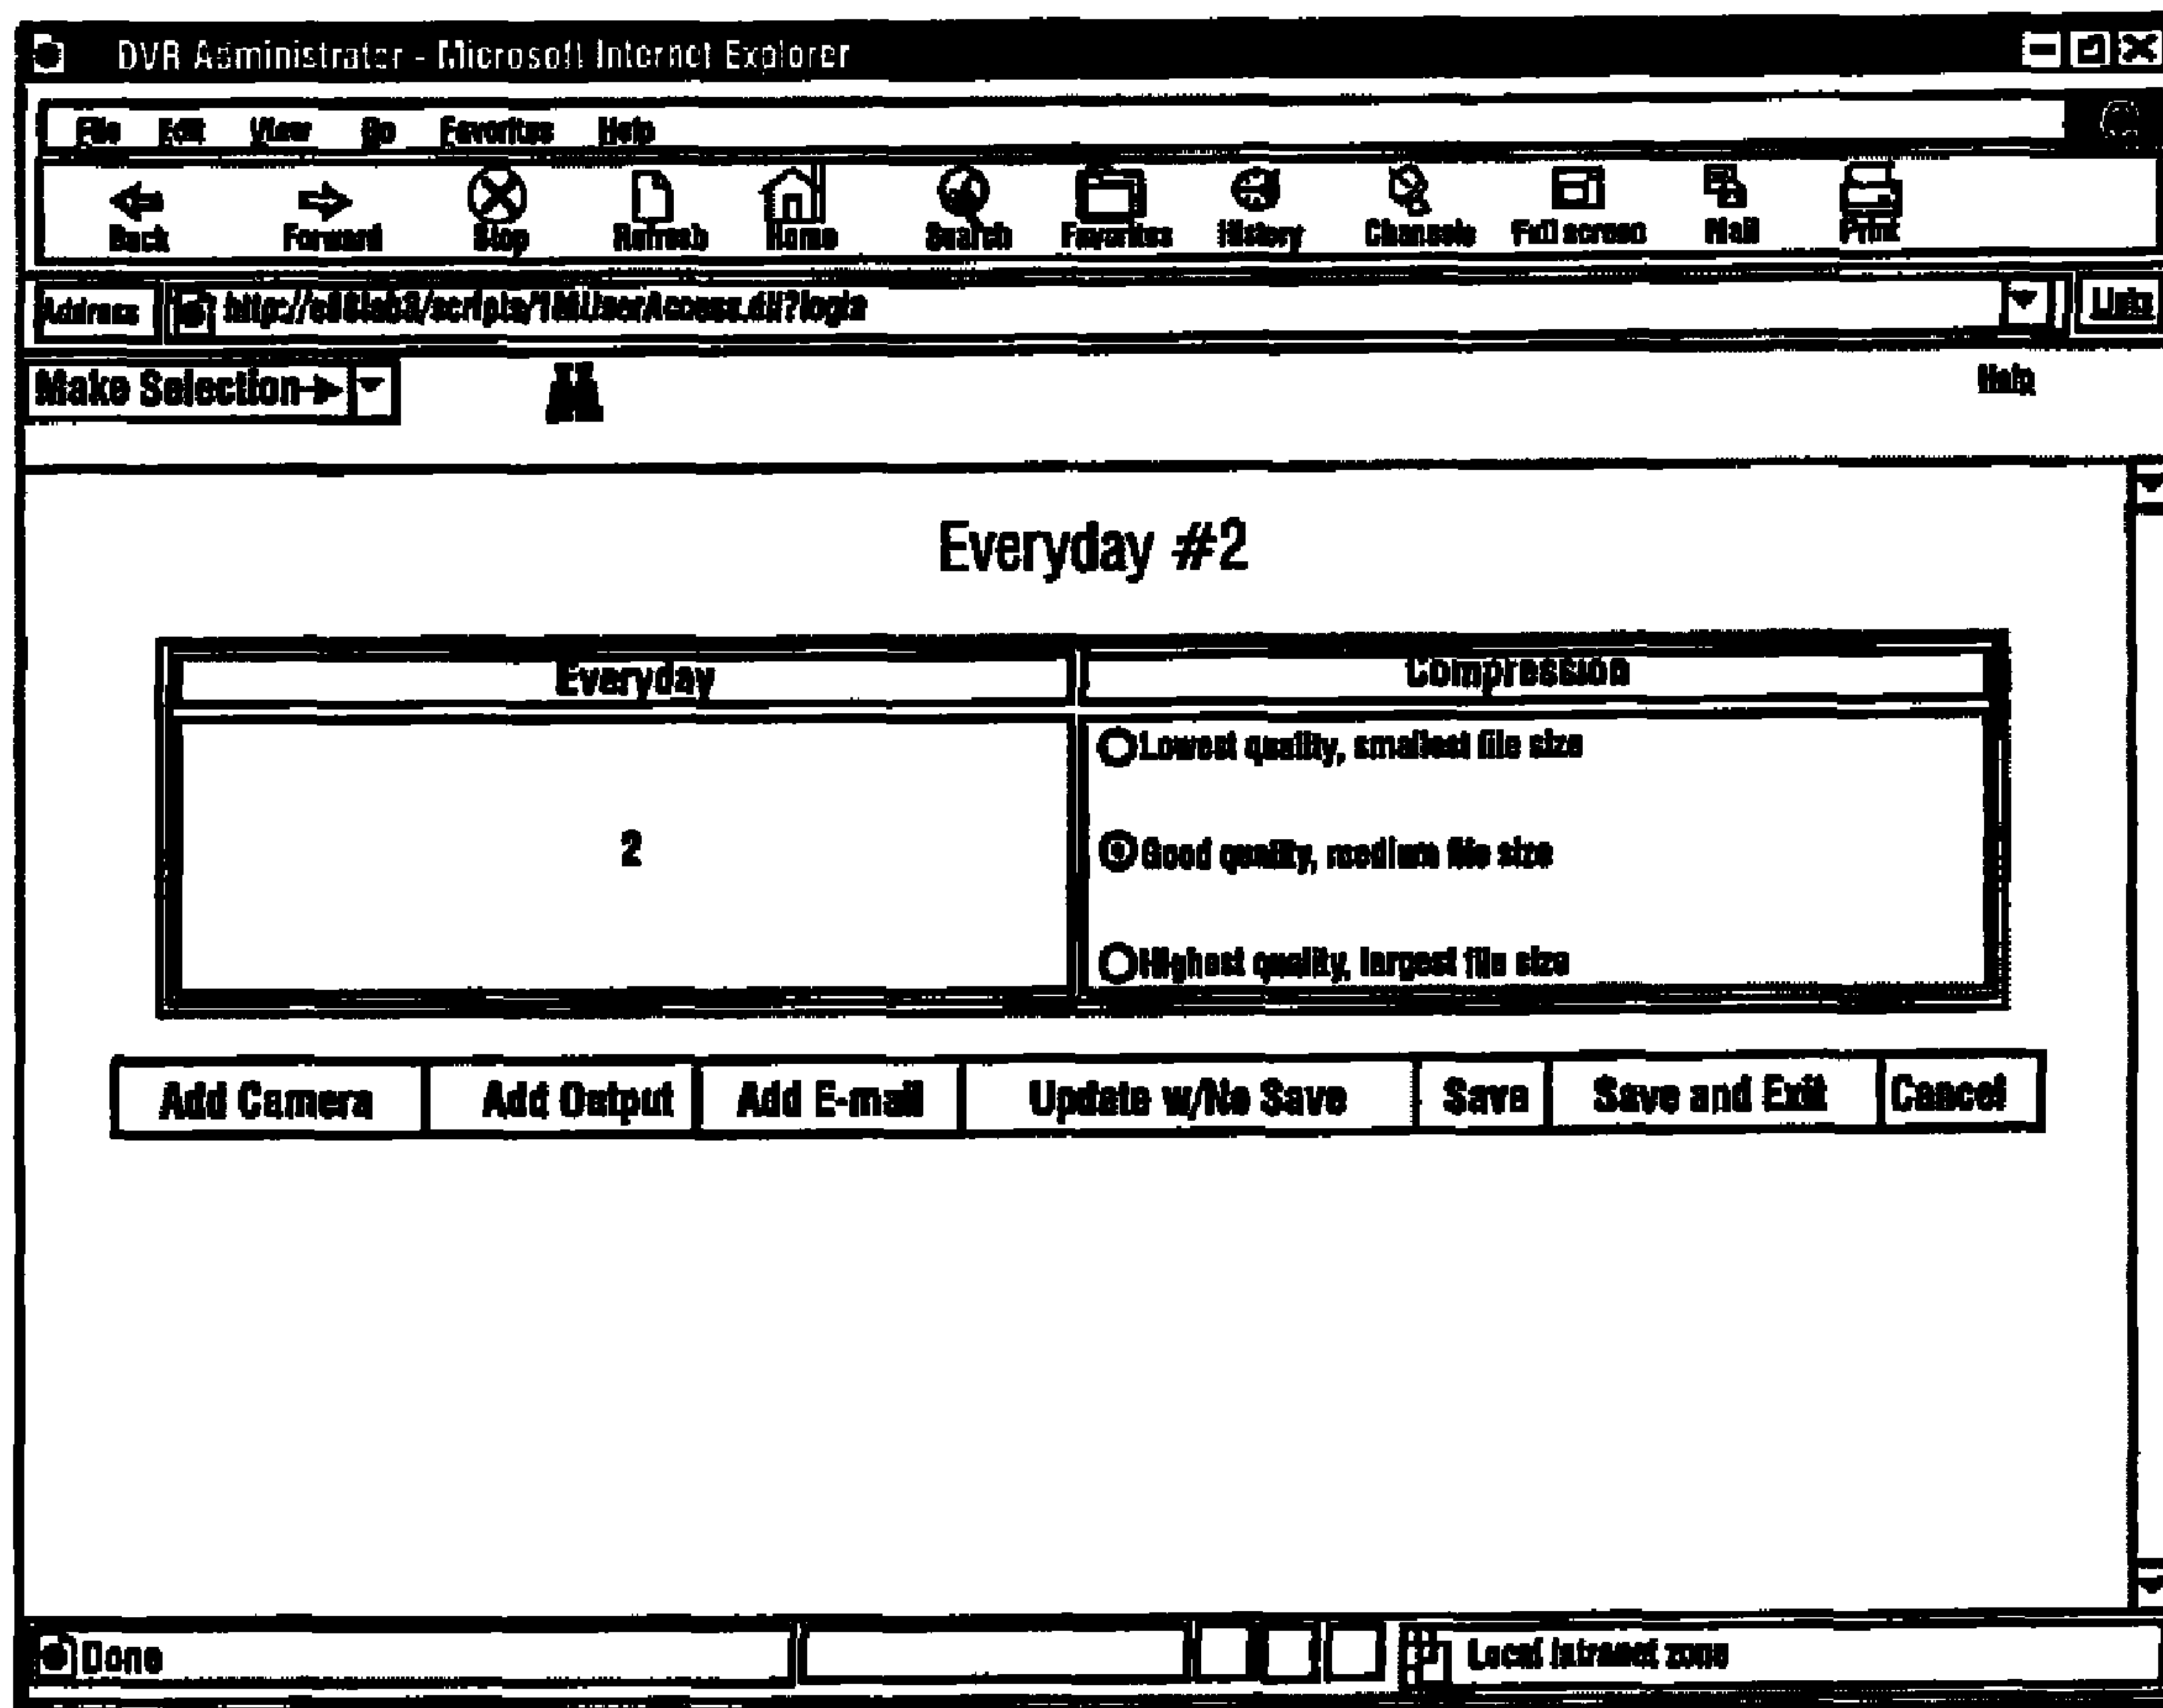 DVR Administrater - Microsoft Internet Explorer
File Edit View Go Favorites Help
Back Forward Stop Refresh Home Search Favorites History Channels Full screen Mail Print
Address Links
Make Selection Help
Everyday #2
Everyday Compression
Lowest quality, smallest file size
2 Good quality, medium file size
Highest quality, largest file size
Add Camera Add Output Add E-mail Update w/No Save Save Save and Exit Cancel
Done Local intranet zone